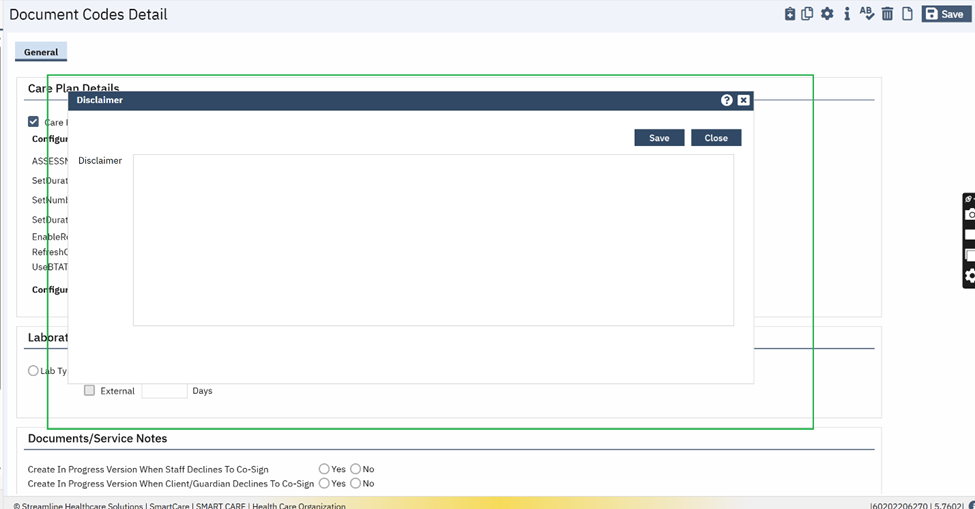 Document Codes Detail
Save
General
Care Plan Details
Disclaimer
Care
Configur
Save
Close
Disclaimer
ASSESSM
SetDurat
SetNumb
SetDurat
EnableRe
RefreshC
UseBTAT
Configur
Laborat
Lab Ty
External
Days
Documents/Service Notes
Create In Progress Version When Staff Declines To Co-Sign Yes No
Create In Progress Version When Client/Guardian Declines To Co-Sign Yes No
© Streamline Healthcare Solutions | SmartCare | SMART CARE | Health Care Organization
|60202206270 | 5.7602|